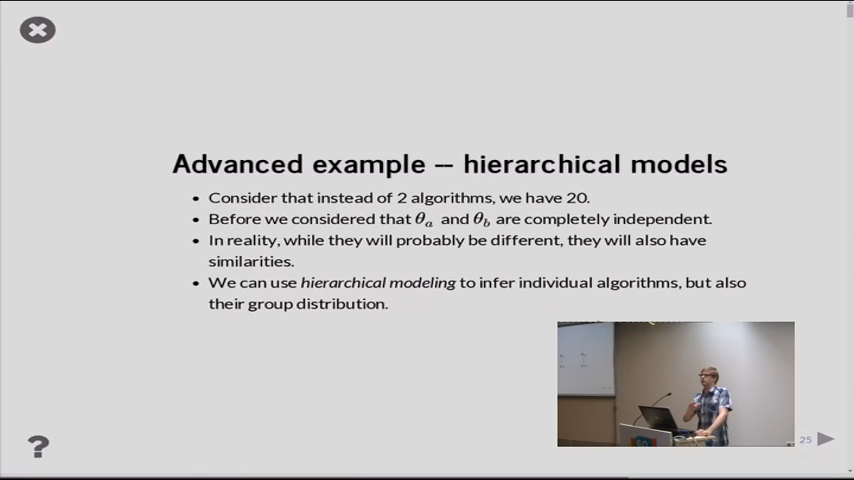 Advanced example -- hierarchical models
• Consider that instead of 2 algorithms, we have 20.
• Before we considered that θa and θb are completely independent.
• In reality, while they will probably be different, they will also have
similarities.
• We can use hierarchical modeling to infer individual algorithms, but also
their group distribution.
25
?